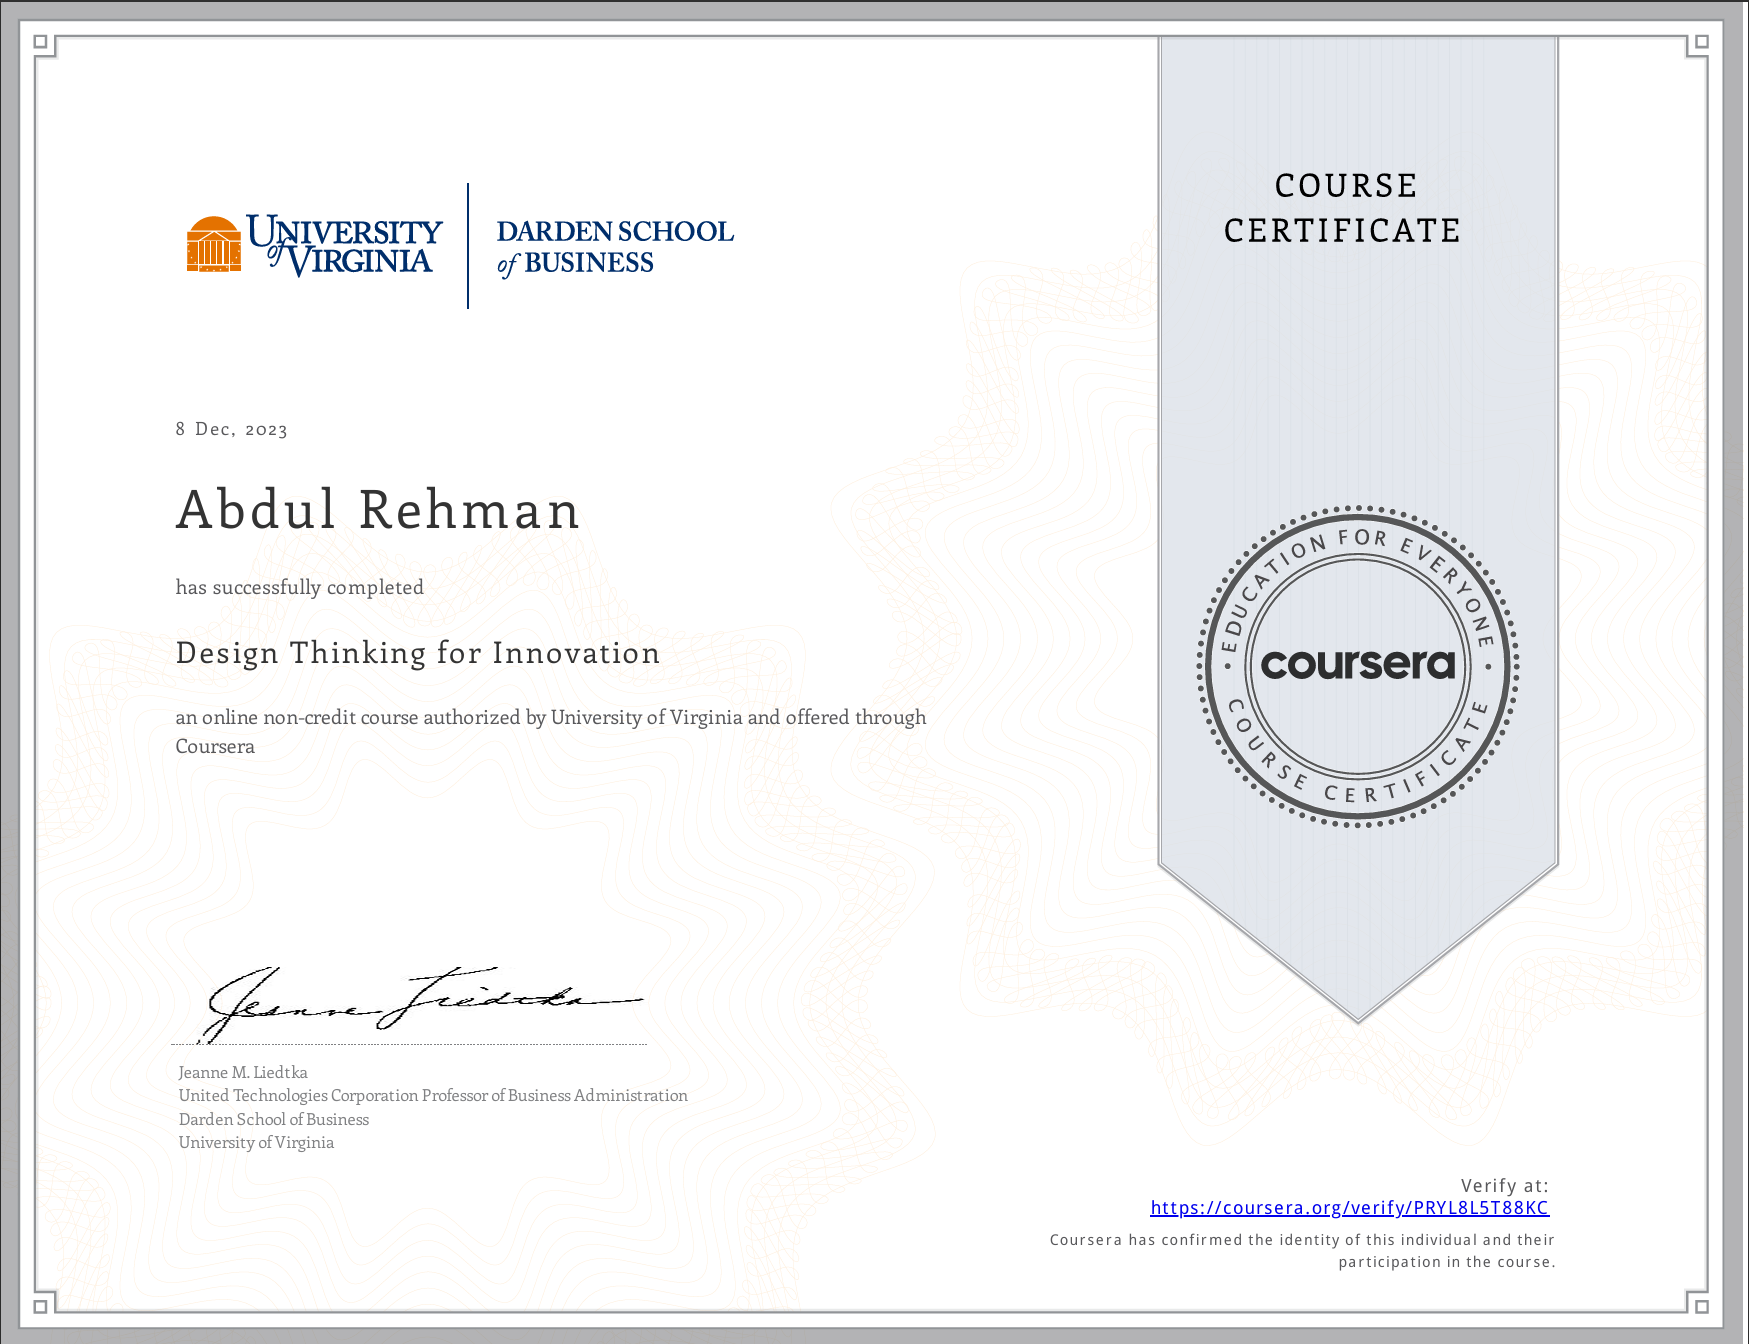 UNIVERSITY
of VIRGINIA
DARDEN SCHOOL
of BUSINESS
COURSE
CERTIFICATE
8 Dec, 2023
Abdul Rehman
has successfully completed
Design Thinking for Innovation
an online non-credit course authorized by University of Virginia and offered through
Coursera
EDUCATION FOR EVERYONE
coursera
COURSE CERTIFICATE
Jeanne Liedtka
Jeanne M. Liedtka
United Technologies Corporation Professor of Business Administration
Darden School of Business
University of Virginia
Verify at:
https://coursera.org/verify/PRYL8L5T88KC
Coursera has confirmed the identity of this individual and their
participation in the course.